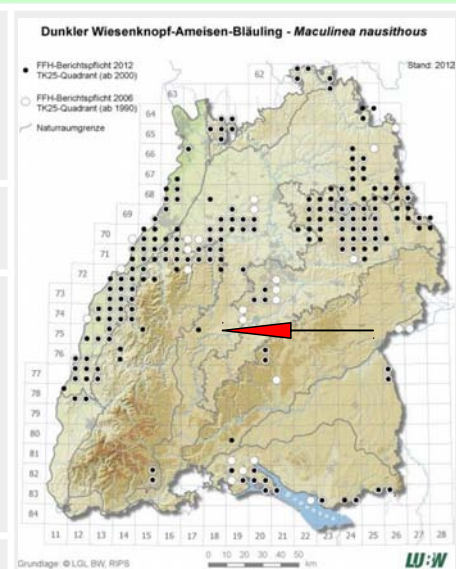 Dunkler Wiesenknopf-Ameisen-Bläuling - Maculinea nausithous
FFH-Berichtspflicht 2012
TK25-Quadrant (ab 2000)
Stand: 2012
FFH-Berichtspflicht 2006
TK25-Quadrant (ab 1990)
Naturraumgrenze
62
63
64
65
66
67
68
69
70
71
72
73
74
75
76
77
78
79
80
81
82
83
84
11 12 13 14 15 16 17 18 19 20 21 22 23 24 25 26 27 28
Grundlage: © LGL BW, RIPS
0 10 20 30 40 50
km
LUBW